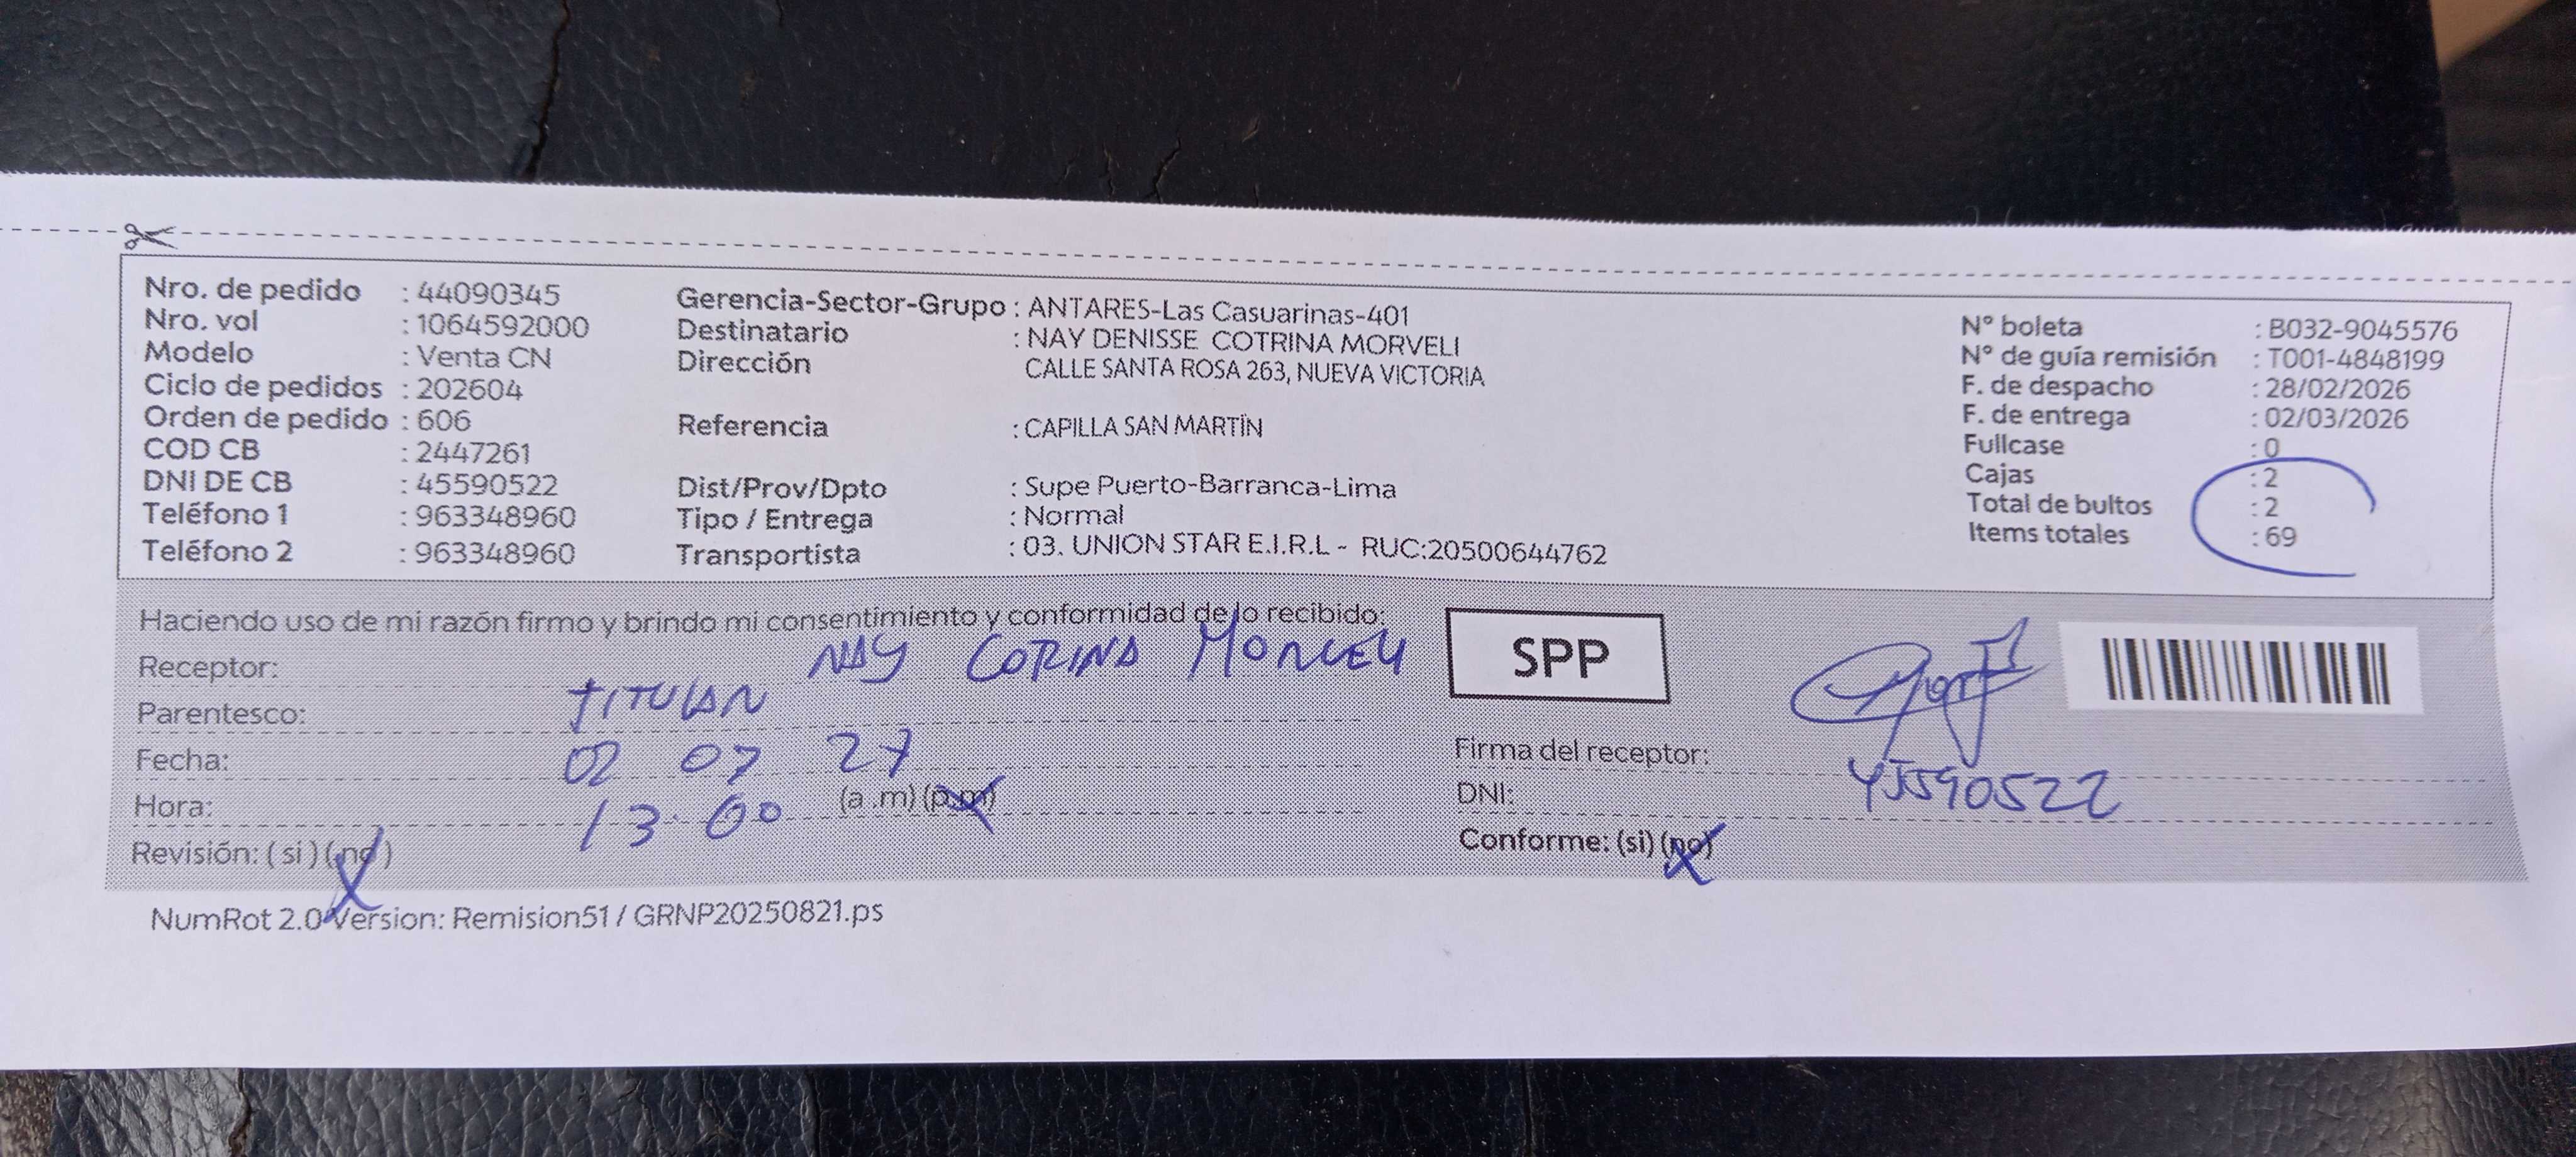 Nro. de pedido : 44090345
Nro. vol : 1064592000
Modelo : Venta CN
Ciclo de pedidos : 202604
Orden de pedido : 606
COD CB : 2447261
DNI DE CB : 45590522
Teléfono 1 : 963348960
Teléfono 2 : 963348960
Gerencia-Sector-Grupo : ANTARES-Las Casuarinas-401
Destinatario : NAY DENISSE COTRINA MORVELI
Dirección CALLE SANTA ROSA 263, NUEVA VICTORIA
Referencia : CAPILLA SAN MARTÍN
Dist/Prov/Dpto : Supe Puerto-Barranca-Lima
Tipo / Entrega : Normal
Transportista : 03. UNION STAR E.I.R.L - RUC:20500644762
N° boleta : B032-9045576
N° de guía remisión : T001-4848199
F. de despacho : 28/02/2026
F. de entrega : 02/03/2026
Fullcase : 0
Cajas : 2
Total de bultos : 2
Items totales : 69
Haciendo uso de mi razón firmo y brindo mi consentimiento y conformidad de lo recibido:
Receptor: NAY
Parentesco: TITULAR
Fecha: 02 07 27
Hora: 13.00 (a .m) (p.m)
Revisión: ( si ) ( no )
SPP
Firma del receptor:
DNI: 45590522
Conforme: (si) (no)
NumRot 2.0 Version: Remision51 / GRNP20250821.ps